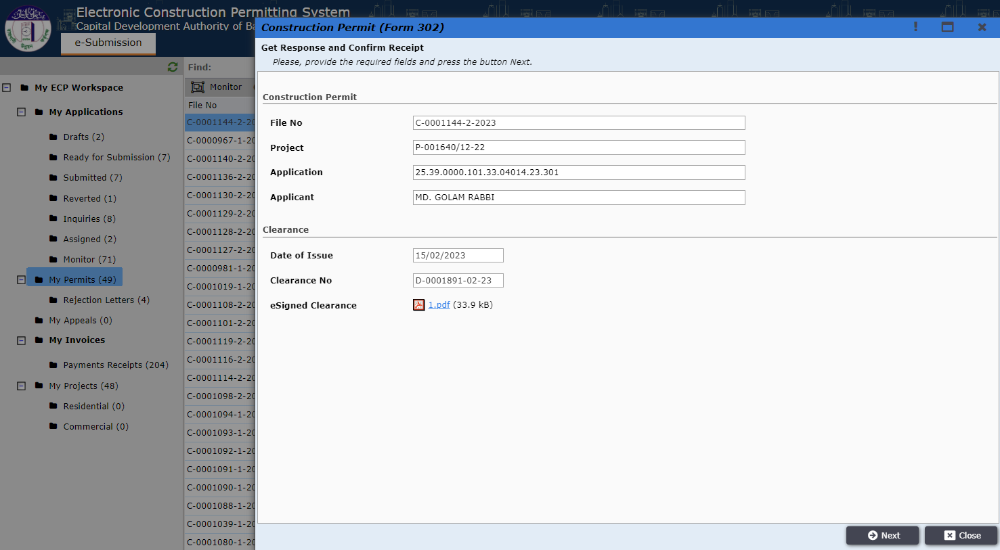 Electronic Construction Permitting System
Capital Development Authority of Ba
e-Submission
Construction Permit (Form 302)
Get Response and Confirm Receipt
Please, provide the required fields and press the button Next.
Find:
Monitor
File No
My ECP Workspace
My Applications
Drafts (2)
Ready for Submission (7)
Submitted (7)
Reverted (1)
Inquiries (8)
Assigned (2)
Monitor (71)
My Permits (49)
Rejection Letters (4)
My Appeals (0)
My Invoices
Payments Receipts (204)
My Projects (48)
Residential (0)
Commercial (0)
C-0001144-2-20
C-0000967-1-20
C-0001140-2-20
C-0001136-2-20
C-0001130-2-20
C-0001129-2-20
C-0001128-2-20
C-0001127-2-20
C-0000981-1-20
C-0001019-1-20
C-0001108-2-20
C-0001101-2-20
C-0001119-2-20
C-0001116-2-20
C-0001114-2-20
C-0001098-2-20
C-0001094-1-20
C-0001093-1-20
C-0001092-1-20
C-0001091-1-20
C-0001090-1-20
C-0001088-1-20
C-0001039-1-20
C-0001080-1-20
Construction Permit
File No C-0001144-2-2023
Project P-001640/12-22
Application 25.39.0000.101.33.04014.23.301
Applicant MD. GOLAM RABBI
Clearance
Date of Issue 15/02/2023
Clearance No D-0001891-02-23
eSigned Clearance 1.pdf (33.9 kB)
Next Close